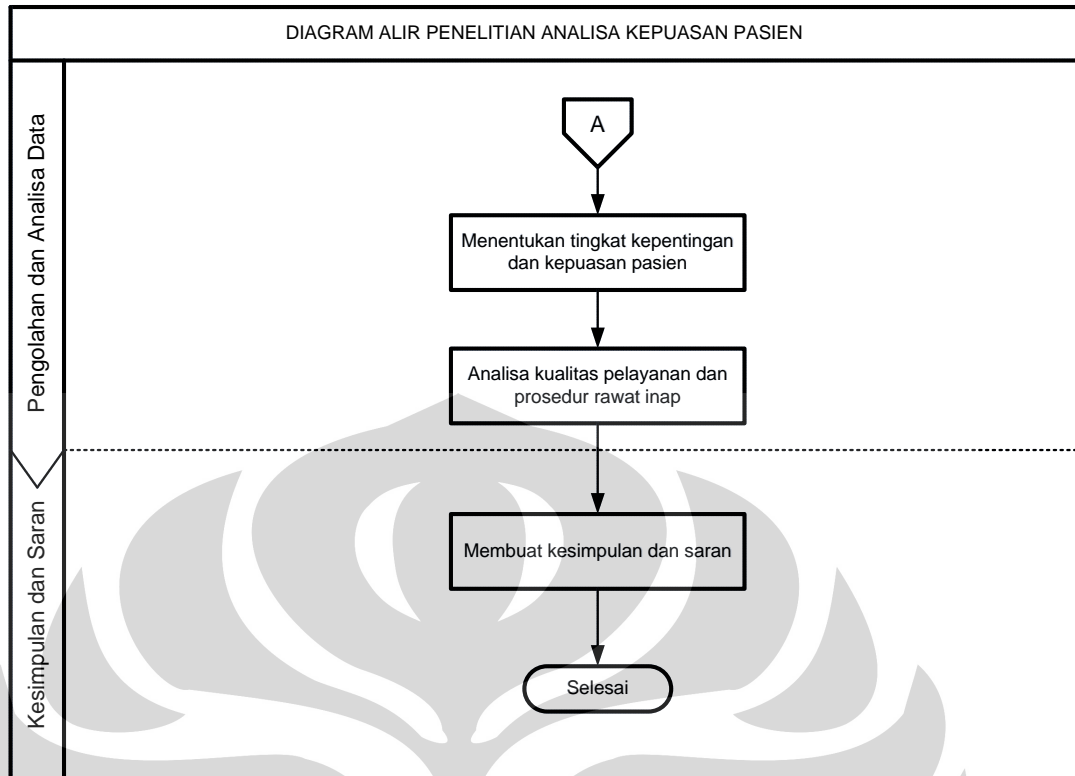 DIAGRAM ALIR PENELITIAN ANALISA KEPUASAN PASIEN
Pengolahan dan Analisa Data
A
Menentukan tingkat kepentingan
dan kepuasan pasien
Analisa kualitas pelayanan dan
prosedur rawat inap
Kesimpulan dan Saran
Membuat kesimpulan dan saran
Selesai